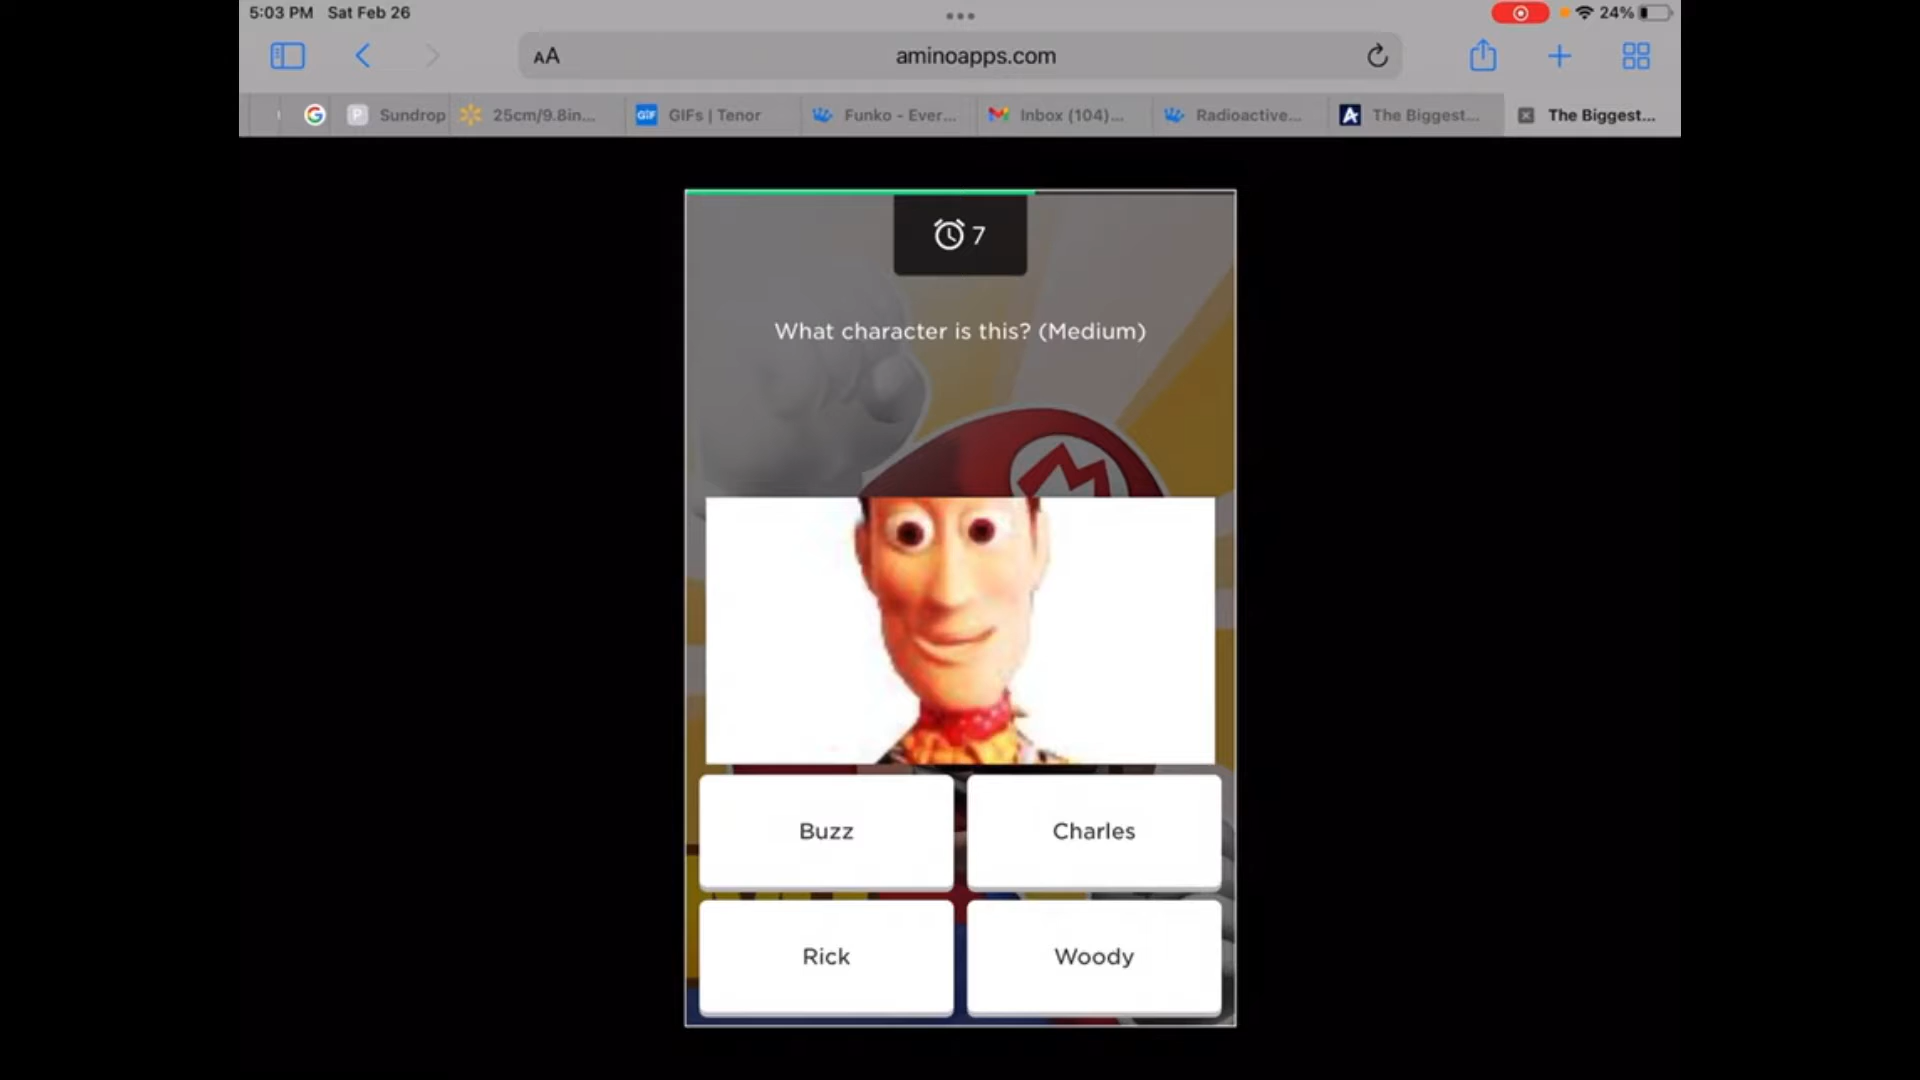 5:03 PM Sat Feb 26
24%
AA
aminoapps.com
Sundrop
25cm/9.8in...
GIF
GIFs | Tenor
Funko - Ever...
Inbox (104)...
Radioactive...
The Biggest...
The Biggest...
7
What character is this? (Medium)
M
Buzz
Charles
Rick
Woody